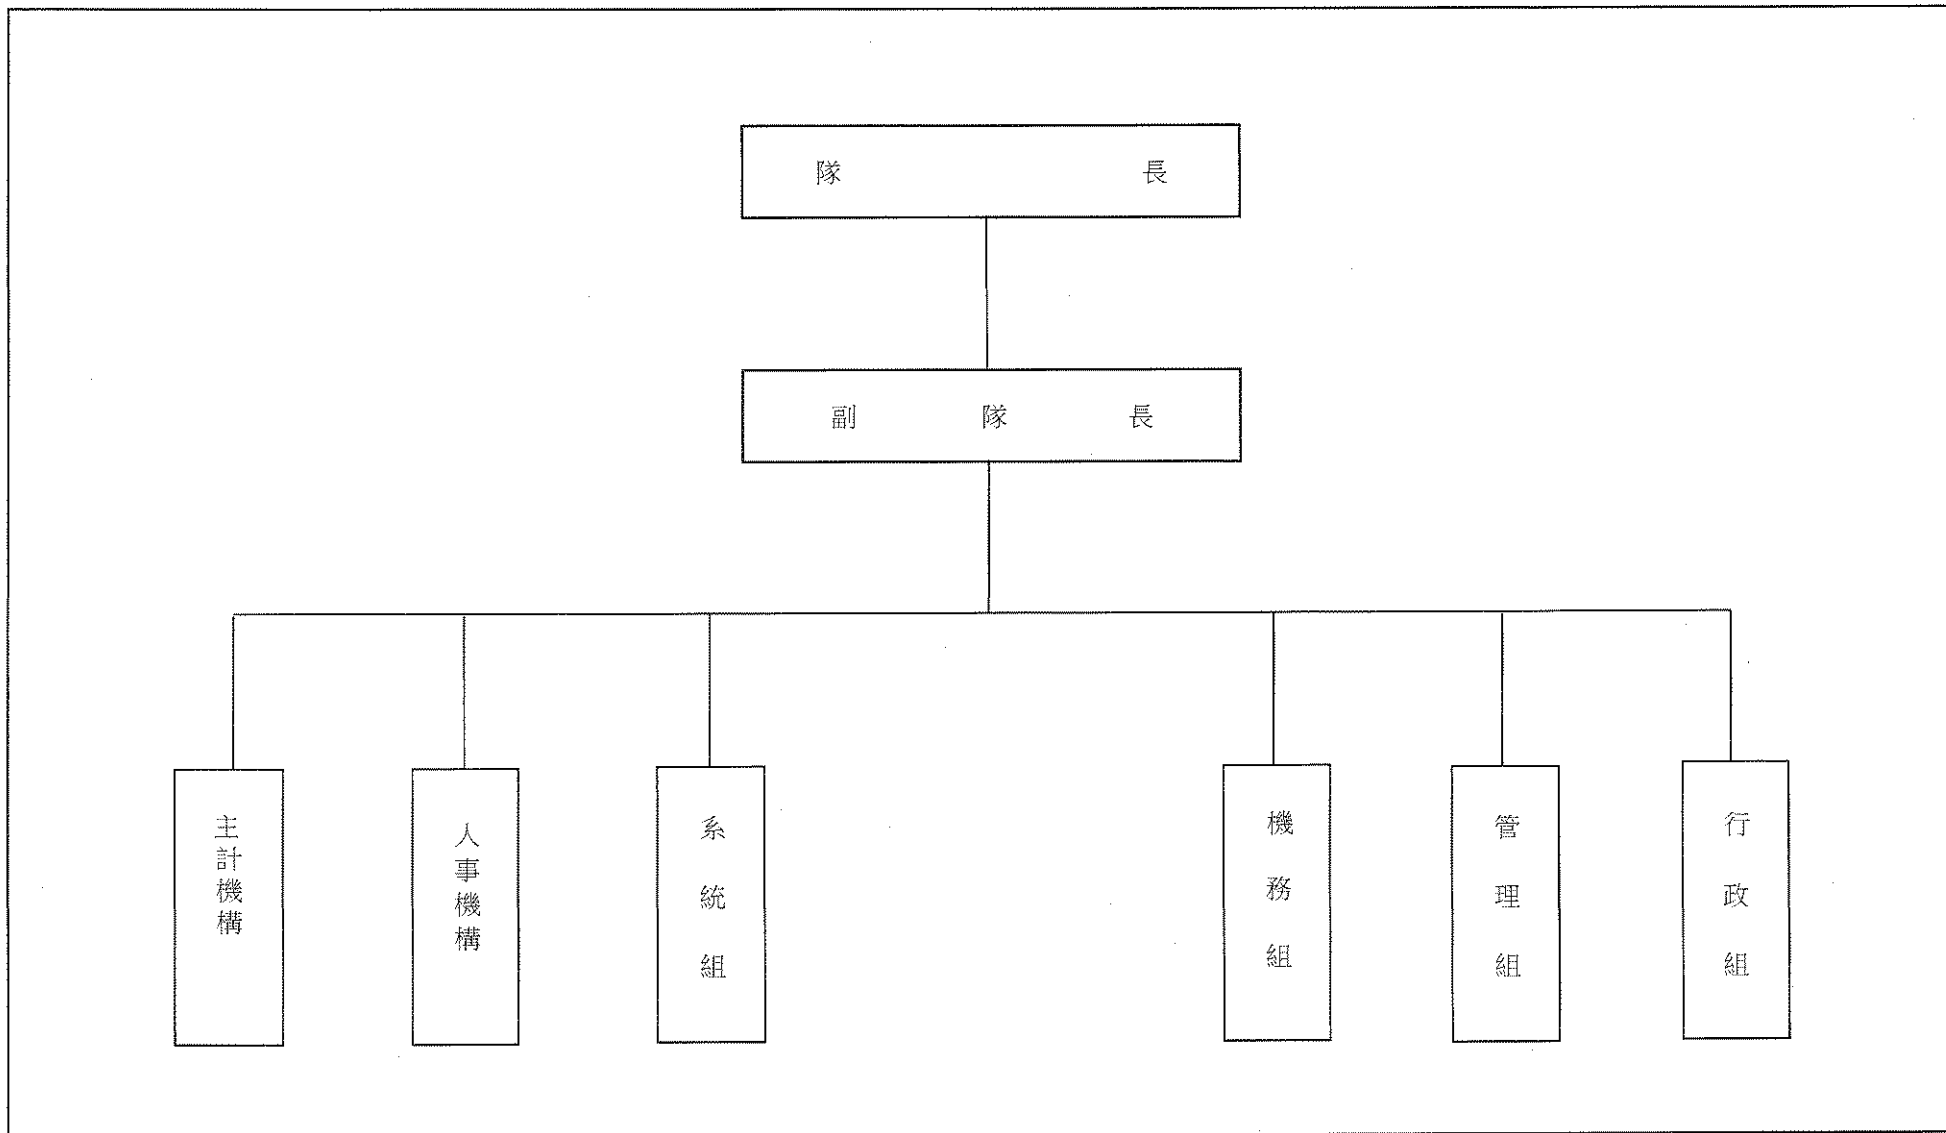 隊長
副隊長
主計機構
人事機構
系統組
機務組
管理組
行政組